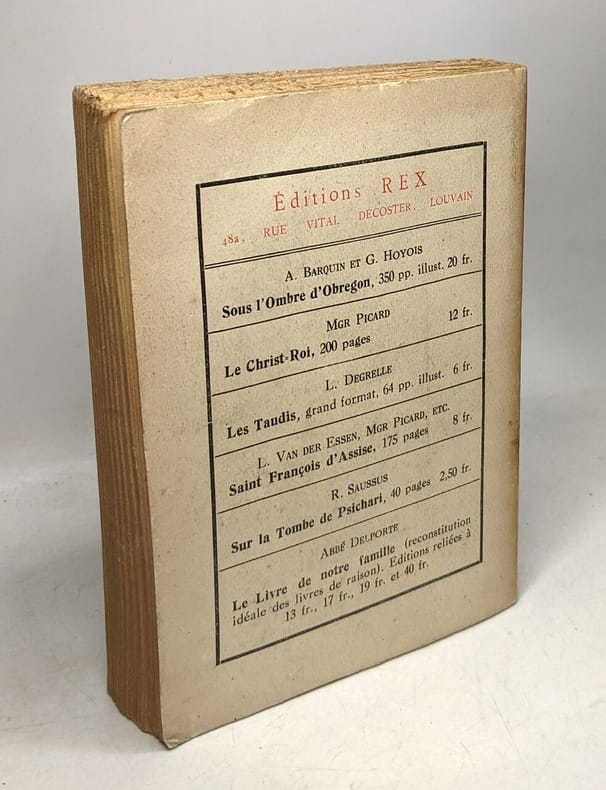 Éditions REX
48a, RUE VITAL DECOSTER, LOUVAIN
A. BARQUIN ET G. HOYOIS
Sous l'Ombre d'Obregon, 350 pp. illust. 20 fr.
MGR PICARD
Le Christ-Roi, 200 pages 12 fr.
L. DEGRELLE
Les Taudis, grand format, 64 pp. illust. 6 fr.
L. VAN DER ESSEN, MGR PICARD, ETC.
Saint François d'Assise, 175 pages 8 fr.
R. SAUSSUS
Sur la Tombe de Psichari, 40 pages 2,50 fr.
ABBÉ DELPORTE
Le Livre de notre famille (reconstitution
idéale des livres de raison). Editions reliées à
13 fr., 17 fr., 19 fr. et 40 fr.